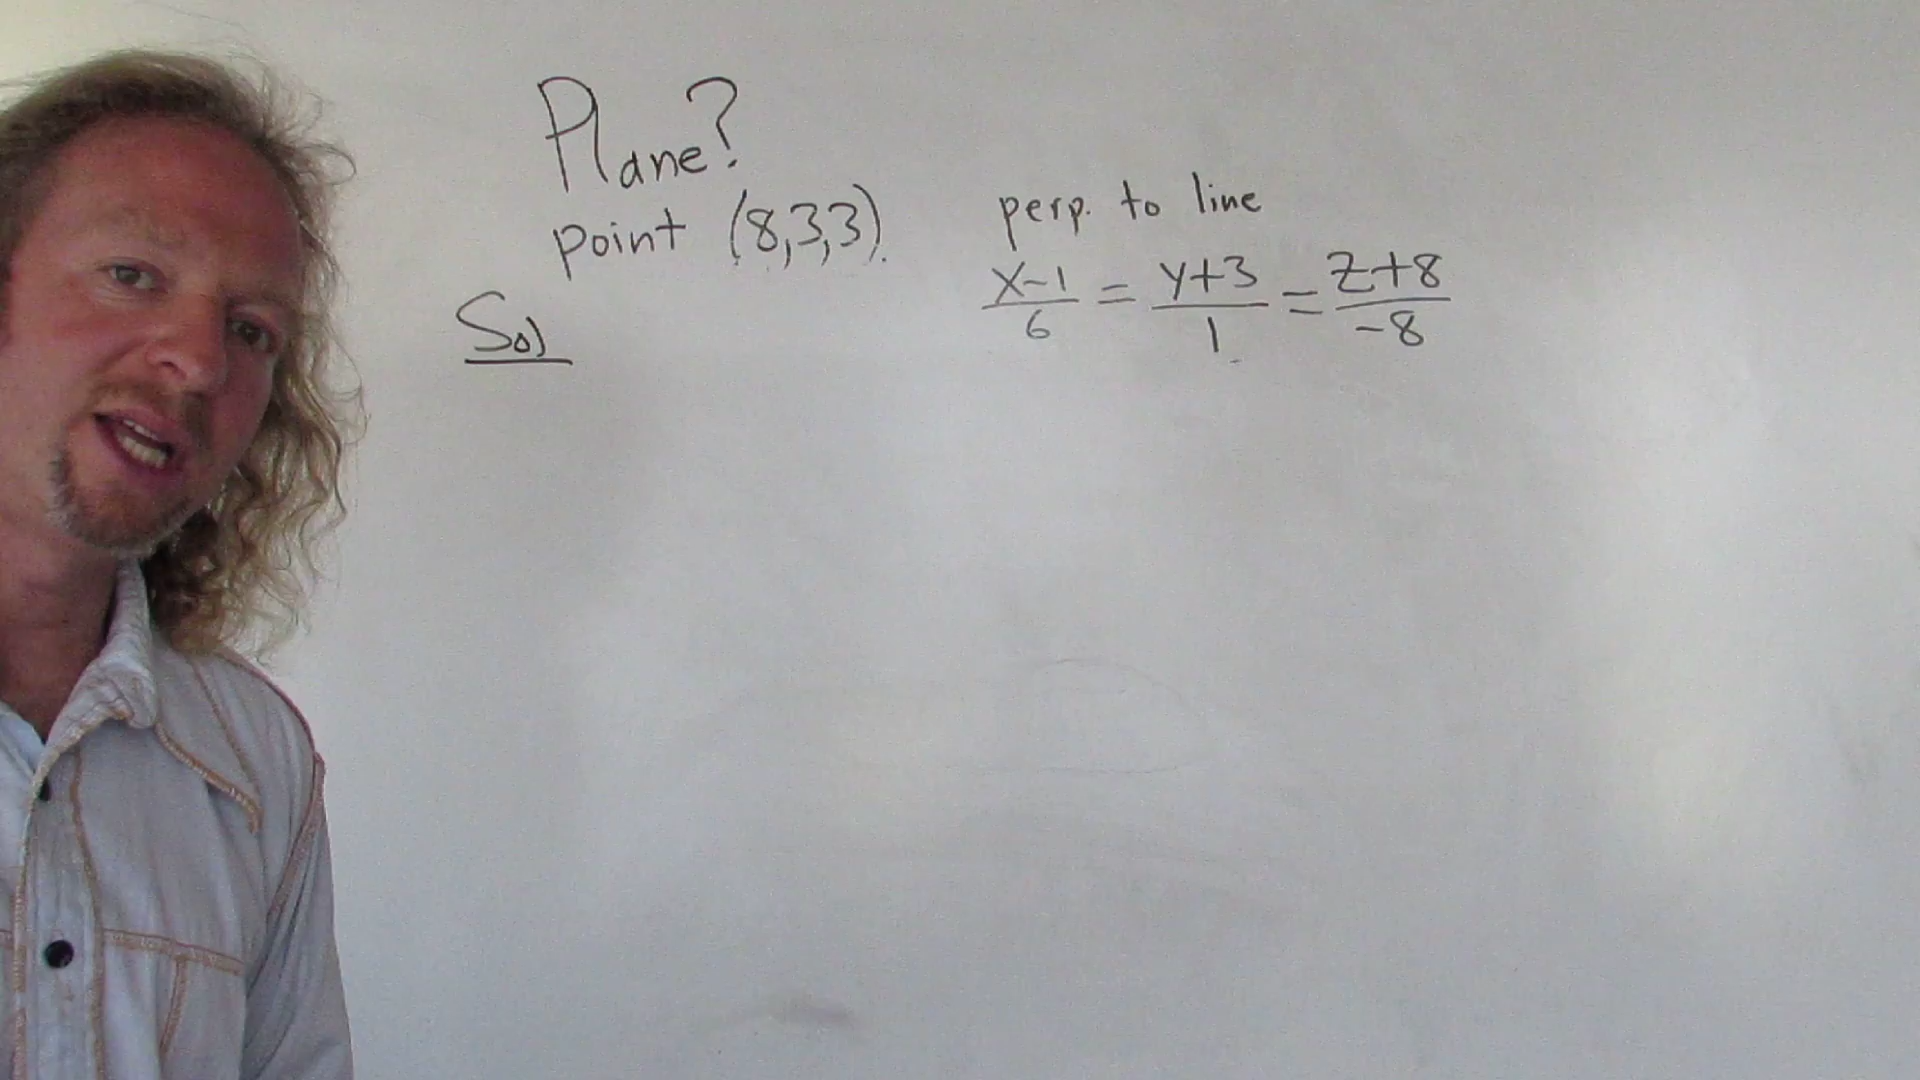 Plane?
point (8,3,3).
perp. to line
x-1/6 = y+3/1 = z+8/-8
Sol